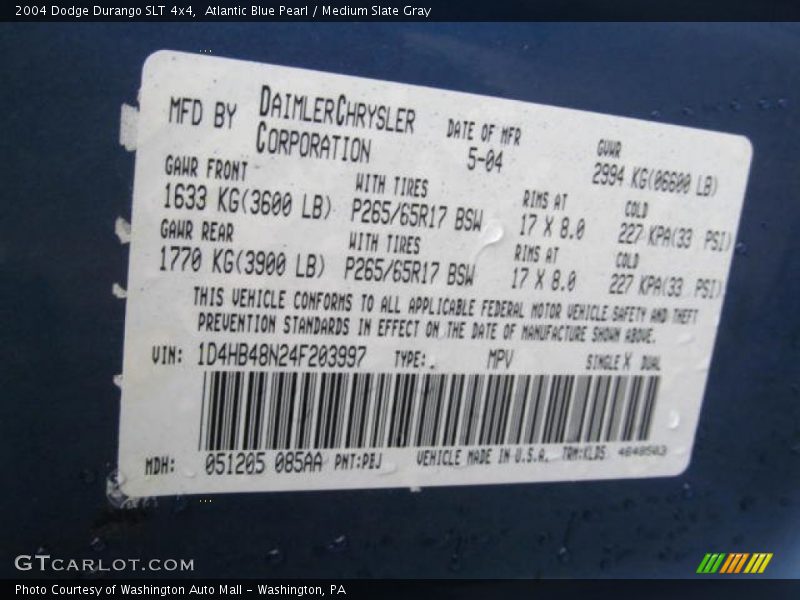 2004 Dodge Durango SLT 4x4,  Atlantic Blue Pearl / Medium Slate Gray
MFD BY DAIMLERCHRYSLER CORPORATION
DATE OF MFR 5-04
GVWR 2994 KG(06600 LB)
GAWR FRONT WITH TIRES RIMS AT COLD
1633 KG(3600 LB) P265/65R17 BSW 17 X 8.0 227 KPA(33 PSI)
GAWR REAR WITH TIRES RIMS AT COLD
1770 KG(3900 LB) P265/65R17 BSW 17 X 8.0 227 KPA(33 PSI)
THIS VEHICLE CONFORMS TO ALL APPLICABLE FEDERAL MOTOR VEHICLE SAFETY AND THEFT
PREVENTION STANDARDS IN EFFECT ON THE DATE OF MANUFACTURE SHOWN ABOVE.
VIN: 1D4HB48N24F203997 TYPE: MPV SINGLE X DUAL
MDH: 051205 085AA PNT:PBJ VEHICLE MADE IN U.S.A. TRM:KLD5
GTCARLOT.COM
Photo Courtesy of Washington Auto Mall - Washington, PA